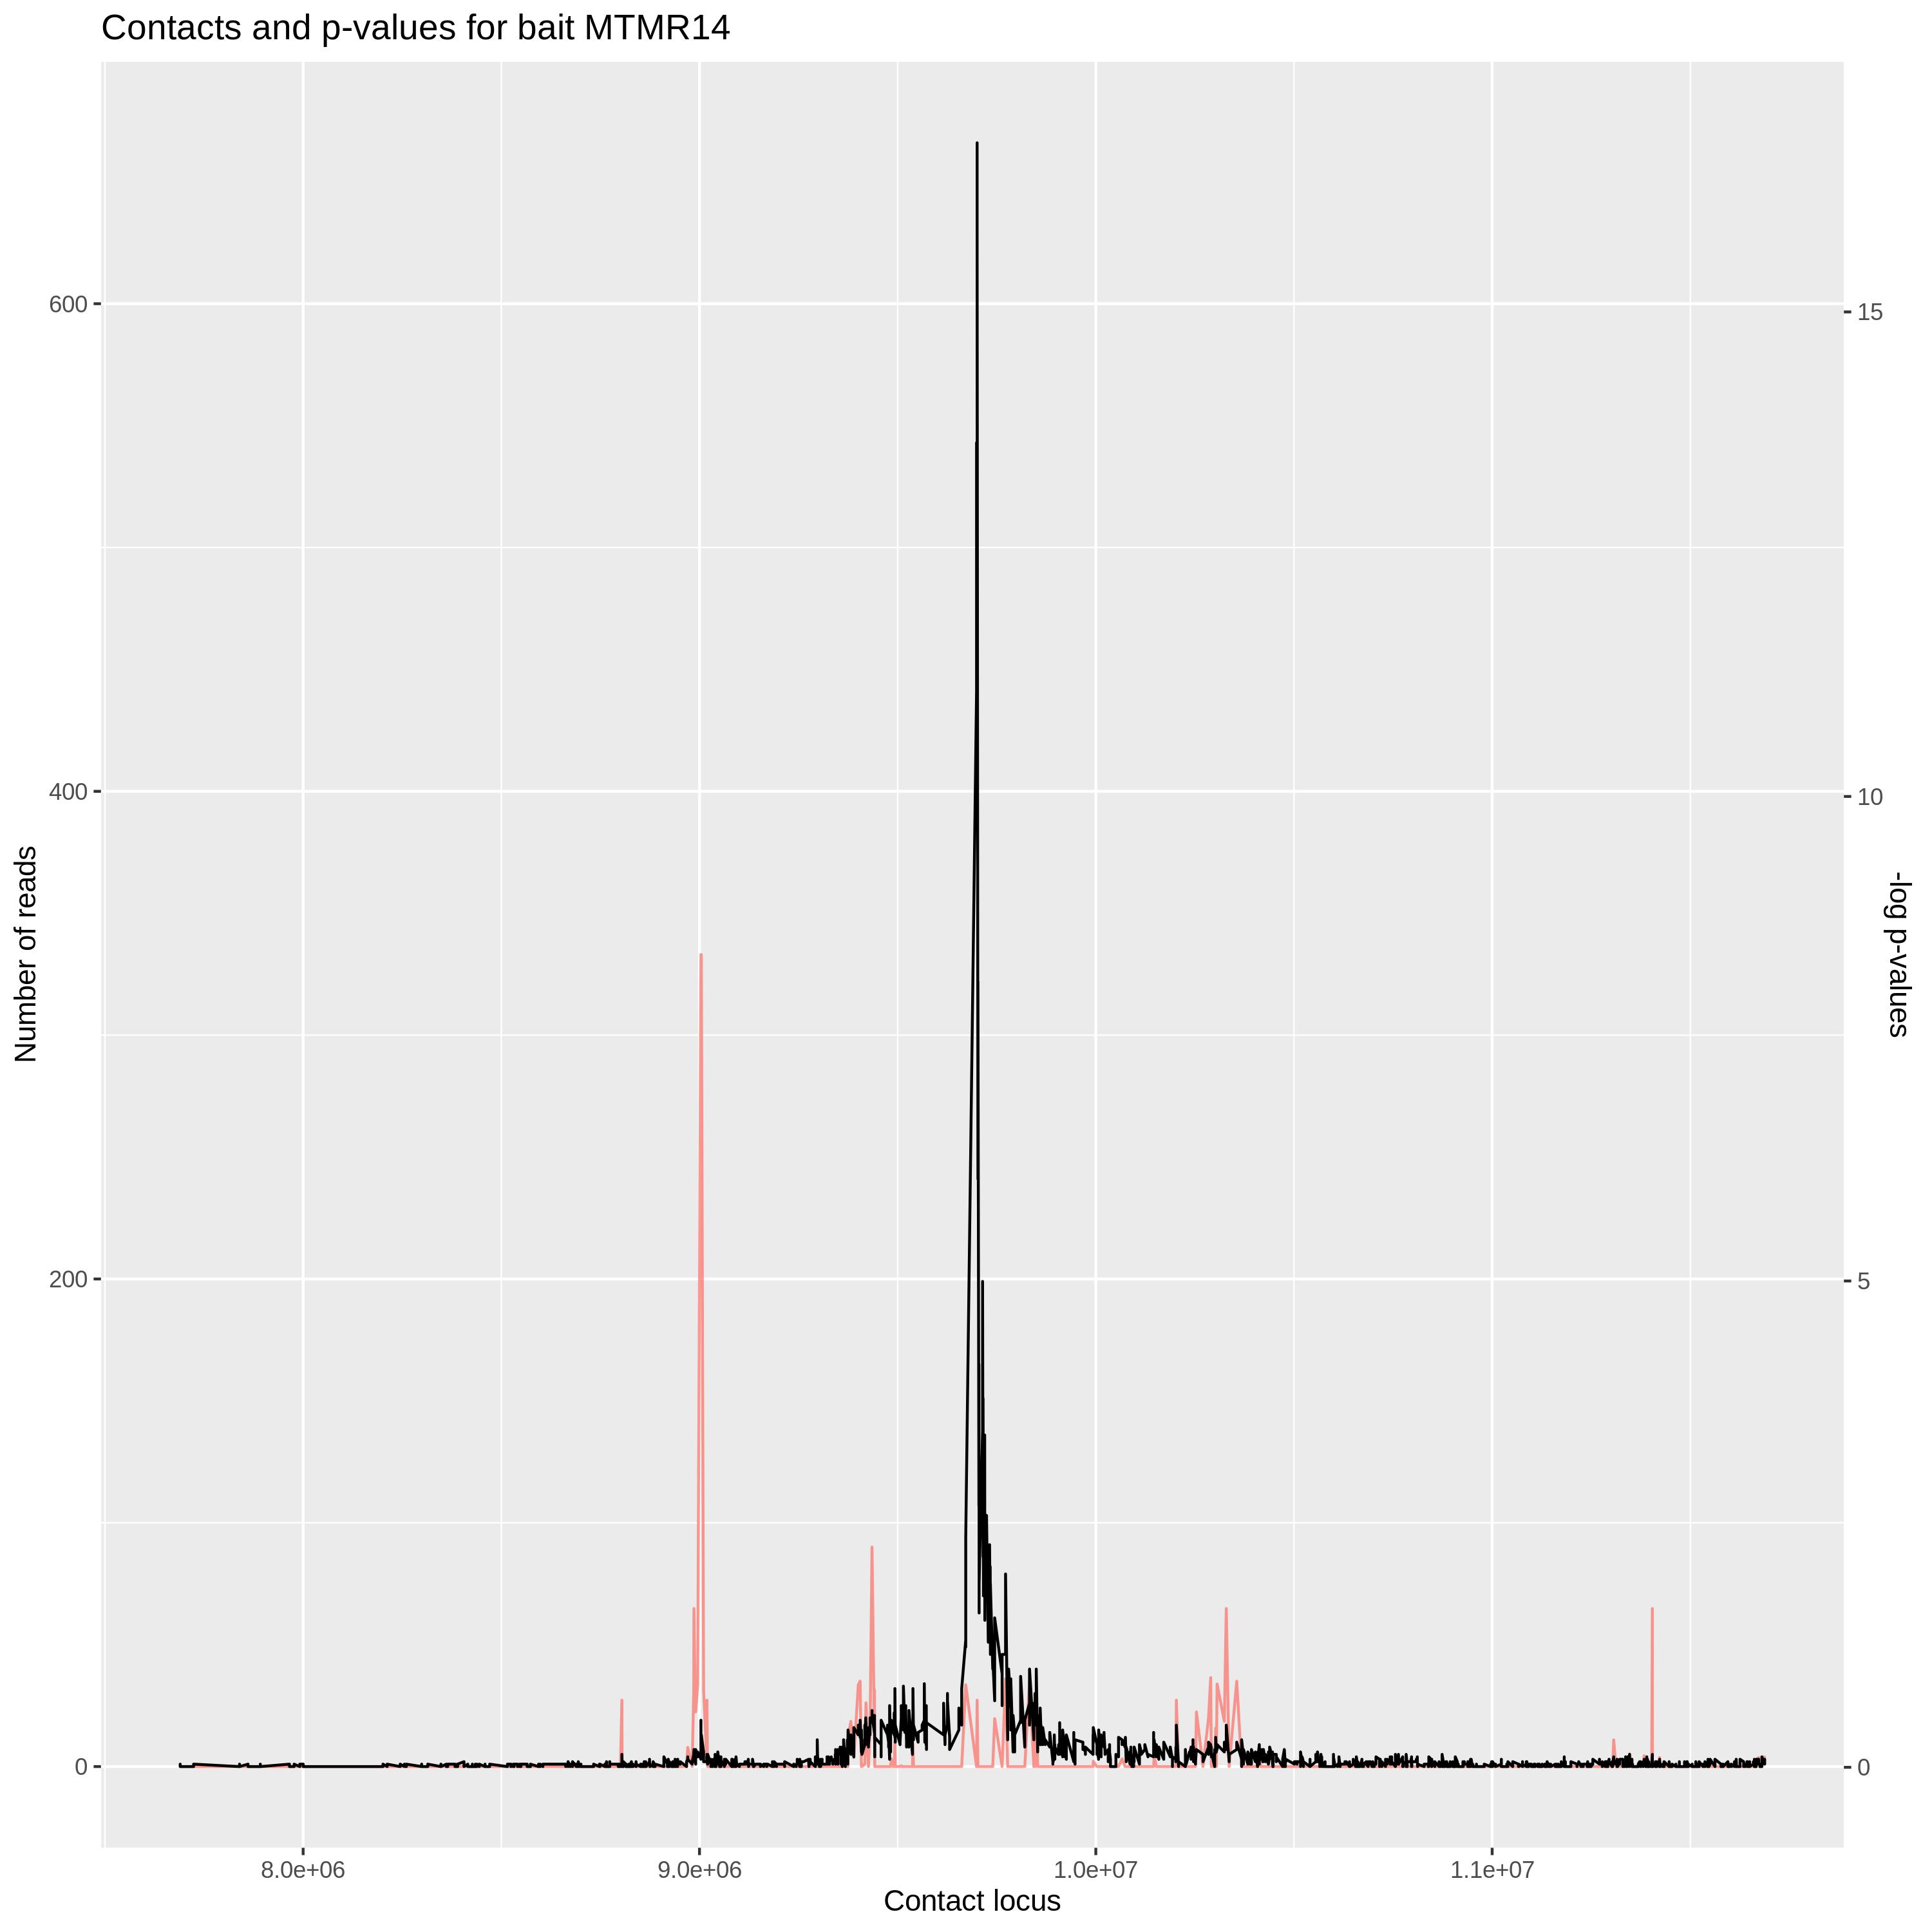 Contacts and p-values for bait MTMR14
600
400
200
0
15
10
5
0
Number of reads
-log p-values
8.0e+06
9.0e+06
1.0e+07
1.1e+07
Contact locus